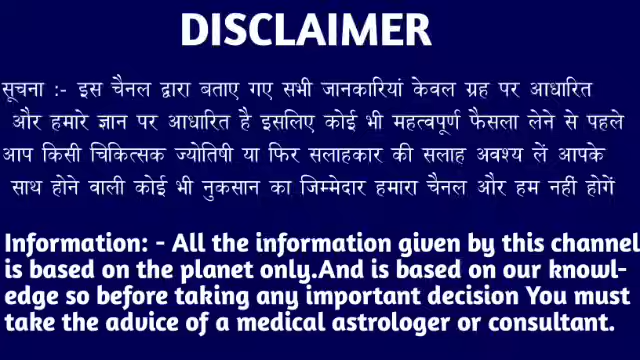 DISCLAIMER
सूचना :- इस चैनल द्वारा बताए गए सभी जानकारियां केवल ग्रह पर आधारित
और हमारे ज्ञान पर आधारित है इसलिए कोई भी महत्वपूर्ण फैसला लेने से पहले
आप किसी चिकित्सक ज्योतिषी या फिर सलाहकार की सलाह अवश्य लें आपके
साथ होने वाली कोई भी नुकसान का जिम्मेदार हमारा चैनल और हम नहीं होगें
Information: - All the information given by this channel
is based on the planet only.And is based on our knowl-
edge so before taking any important decision You must
take the advice of a medical astrologer or consultant.